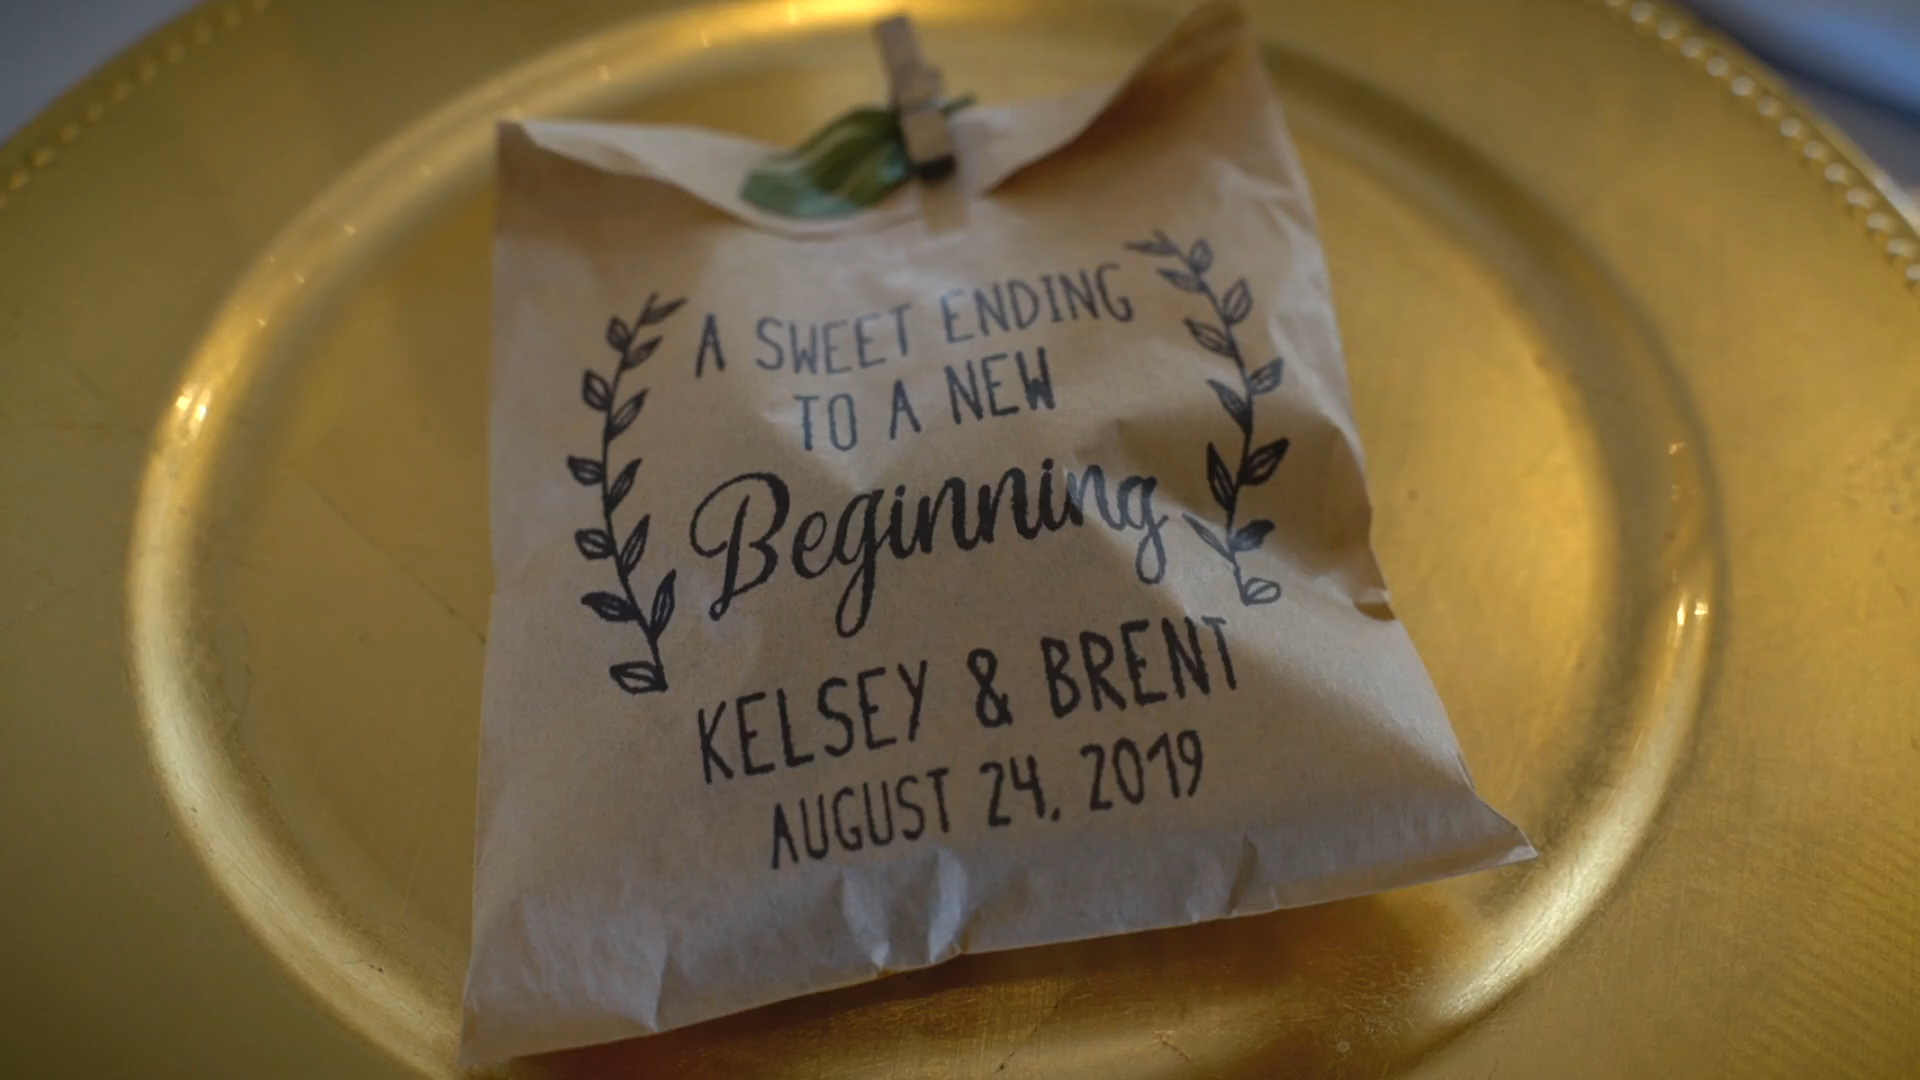 A SWEET ENDING
TO A NEW
Beginning
KELSEY & BRENT
AUGUST 24, 2019